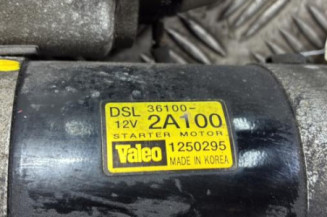 DSL 36100-
12V 2A100
STARTER MOTOR
Valeo 1250295
MADE IN KOREA